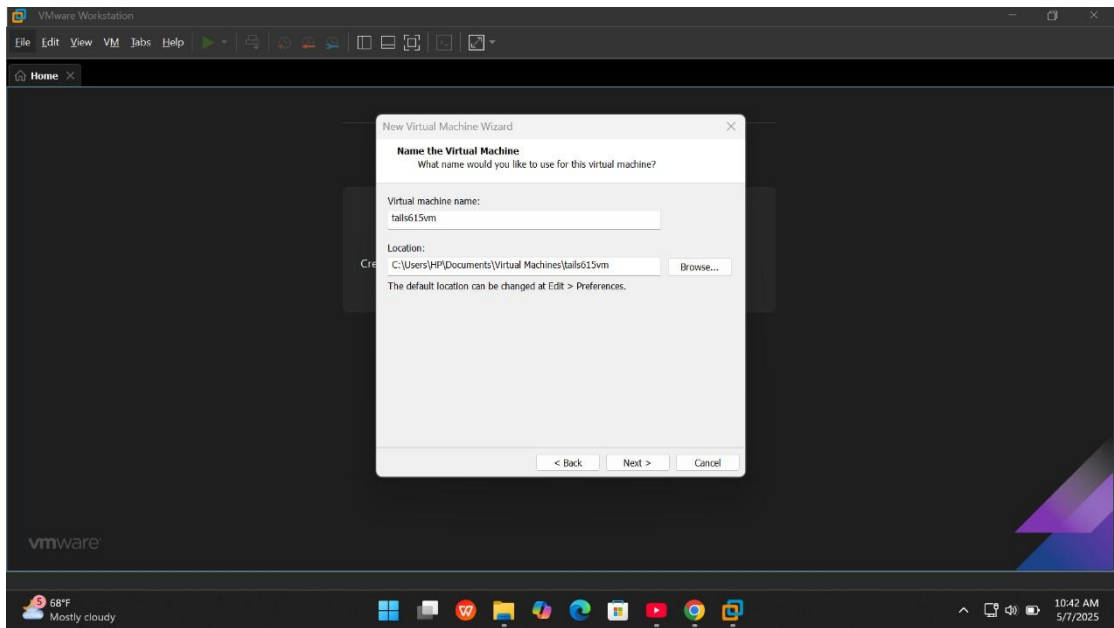 VMware Workstation
File Edit View VM Tabs Help
Home
New Virtual Machine Wizard
Name the Virtual Machine
What name would you like to use for this virtual machine?
Virtual machine name:
tails615vm
Location:
Cre
C:\Users\HP\Documents\Virtual Machines\tails615vm
Browse...
The default location can be changed at Edit > Preferences.
< Back Next > Cancel
vmware
5
68°F
Mostly cloudy
10:42 AM
5/7/2025